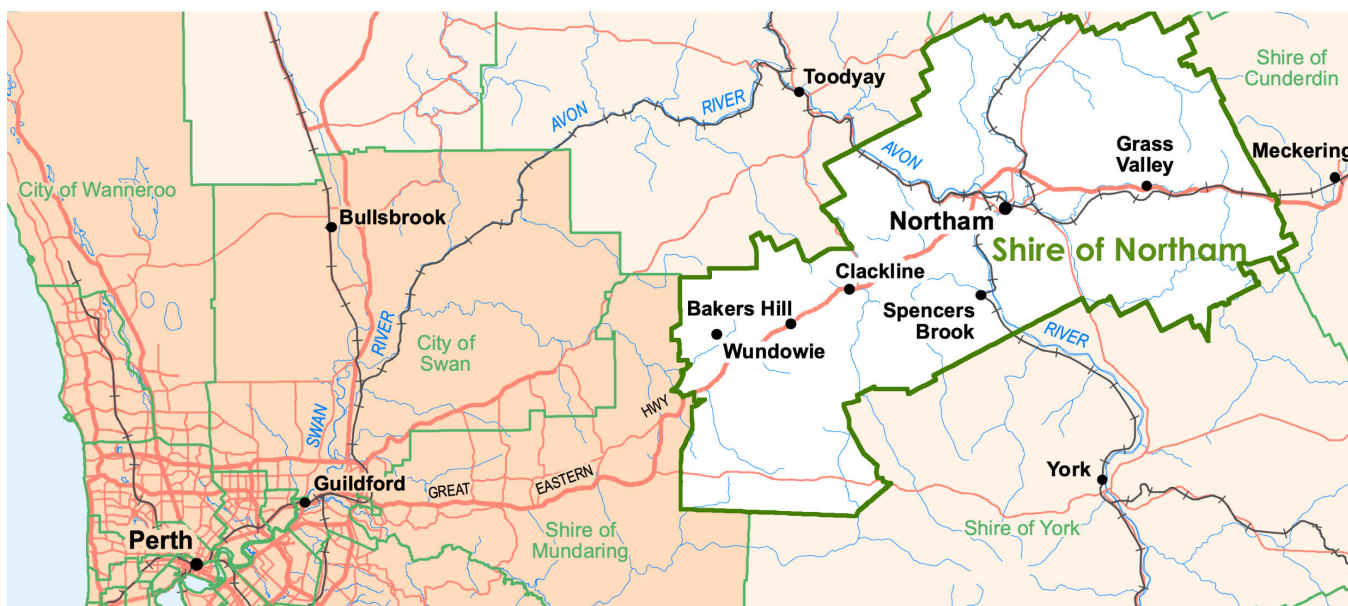 Shire of
Cunderdin
Toodyay
AVON
RIVER
Grass
Valley
Meckering
AVON
City of Wanneroo
Bullsbrook
Northam
Shire of Northam
Clackline
Bakers Hill
Spencers
Brook
Wundowie
RIVER
RIVER
City of
Swan
HWY
SWAN
York
Guildford
GREAT
EASTERN
Shire of
Mundaring
Shire of York
Perth